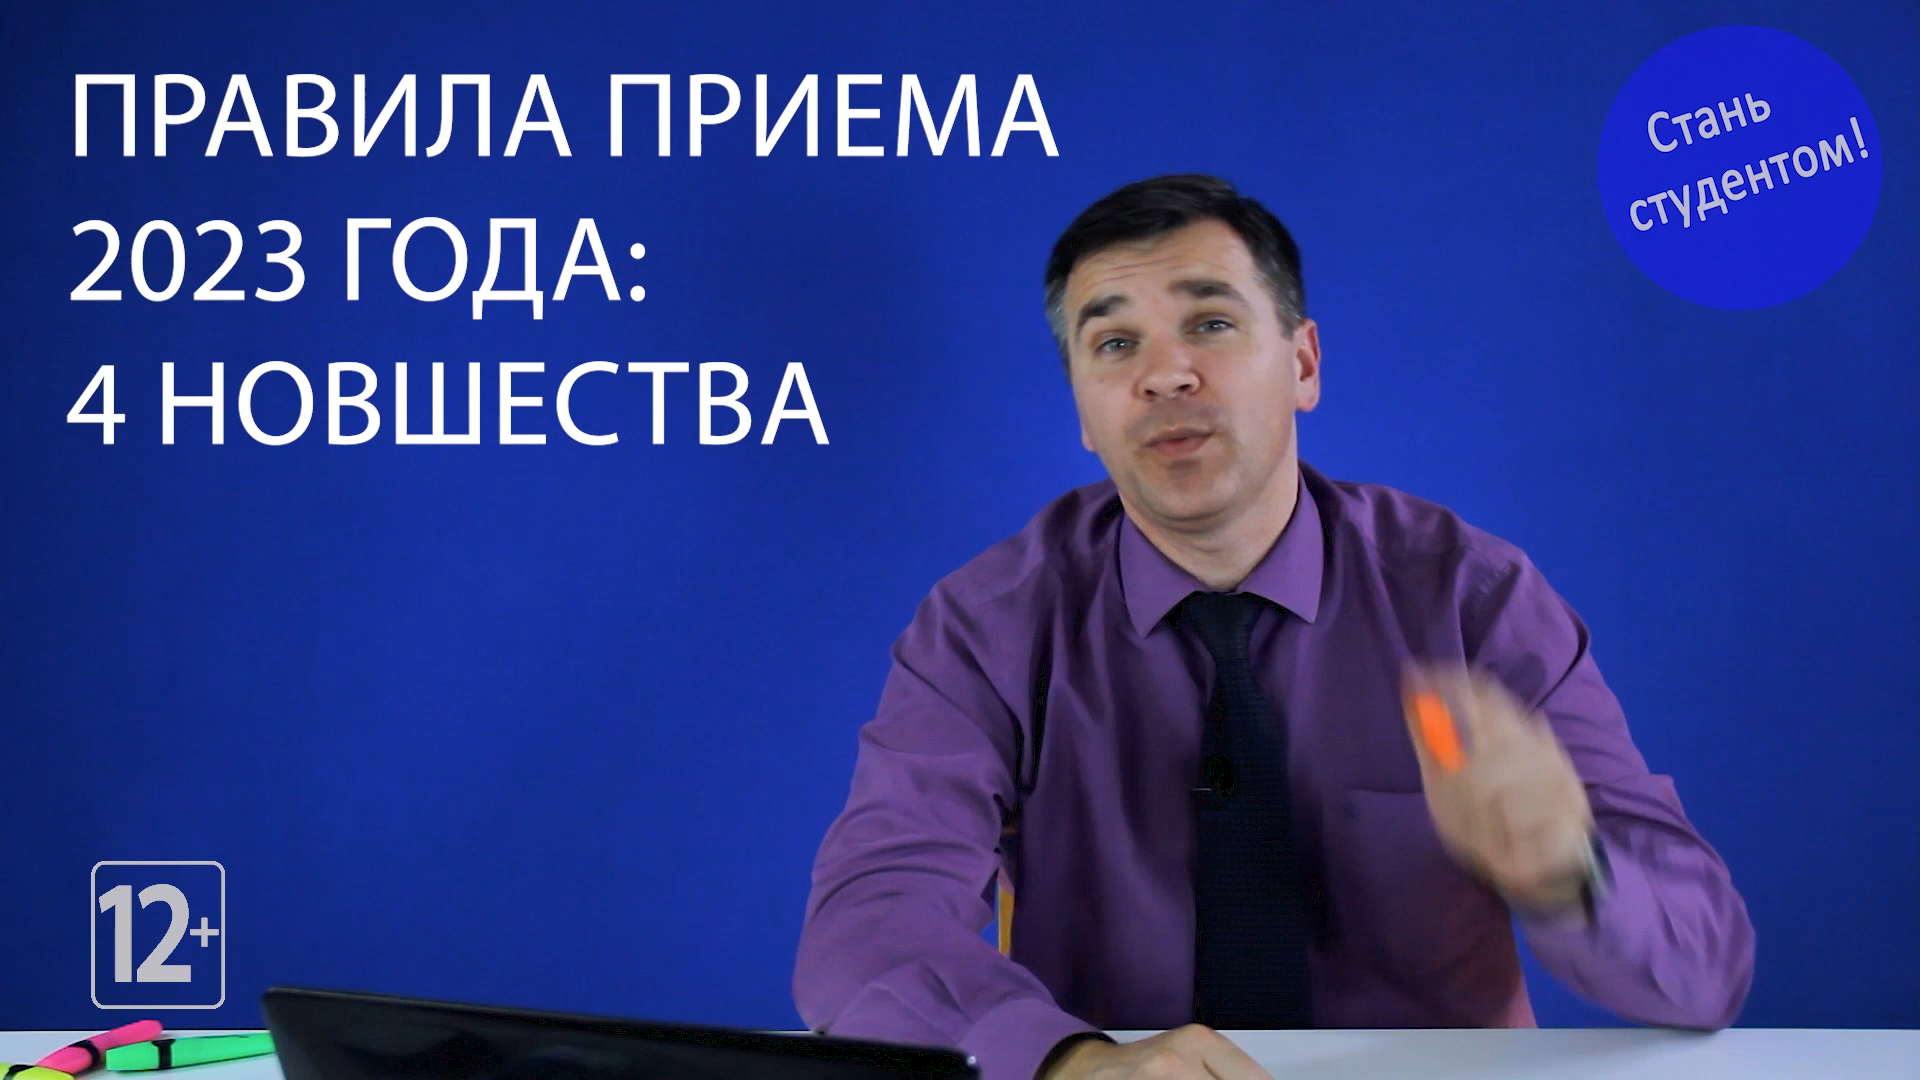 ПРАВИЛА ПРИЕМА
2023 ГОДА:
4 НОВШЕСТВА
Стань
студентом!
12+